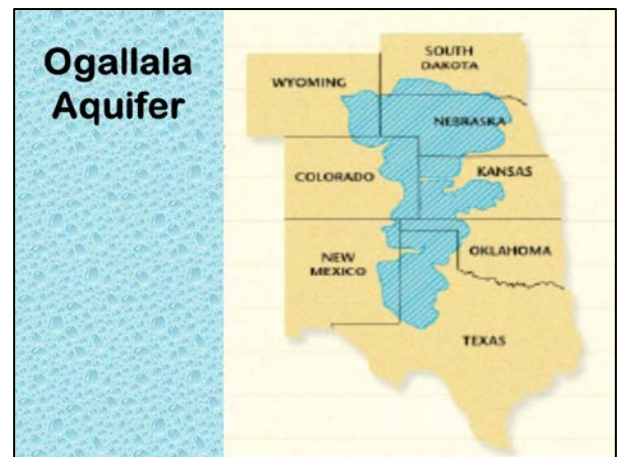 Ogallala
Aquifer
SOUTH
DAKOTA
WYOMING
NEBRASKA
COLORADO
KANSAS
NEW
MEXICO
OKLAHOMA
TEXAS